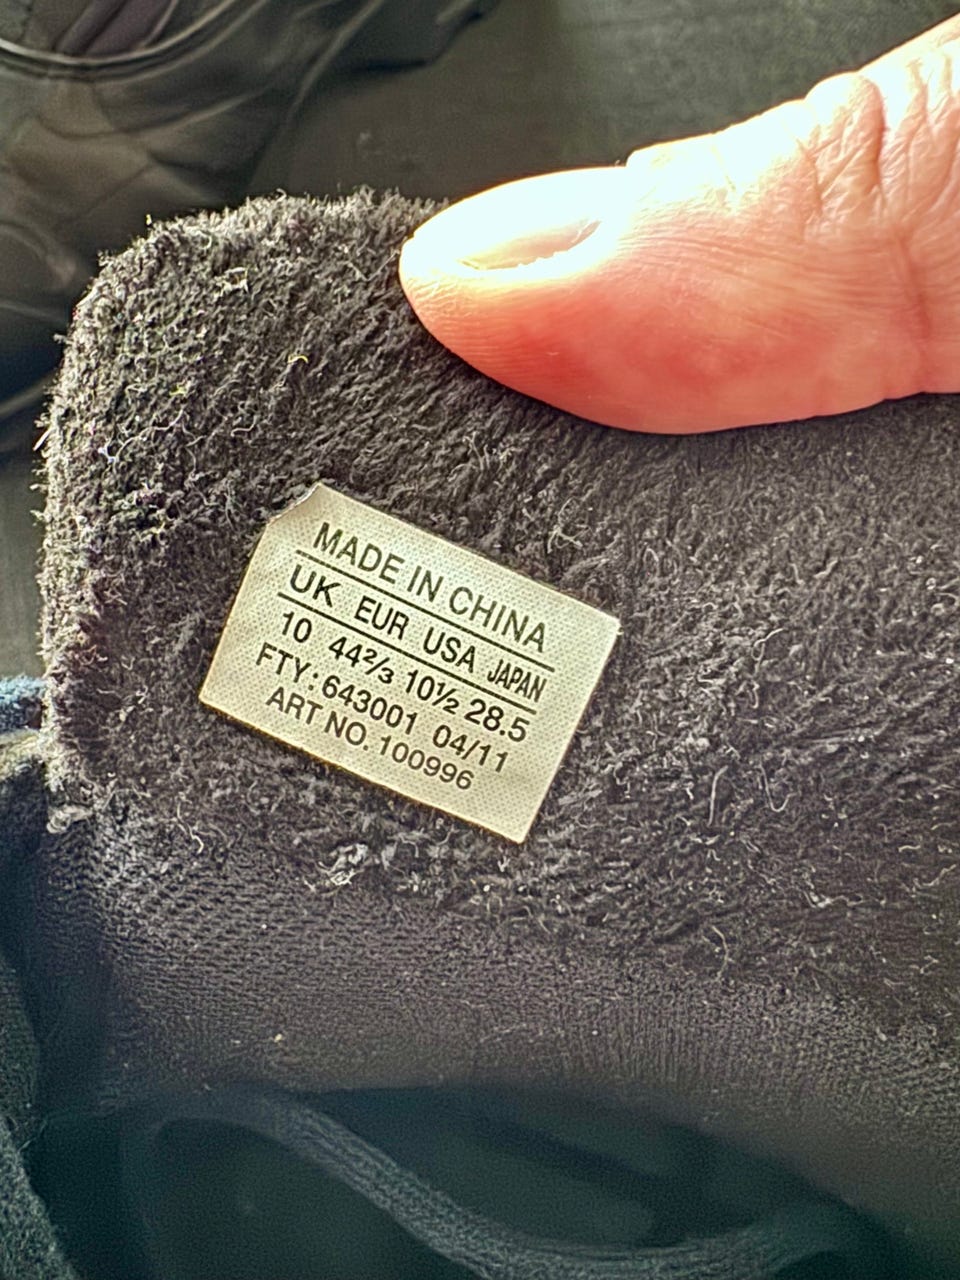 MADE IN CHINA
UK EUR USA JAPAN
10 44⅔ 10½ 28.5
FTY: 643001 04/11
ART NO. 100996